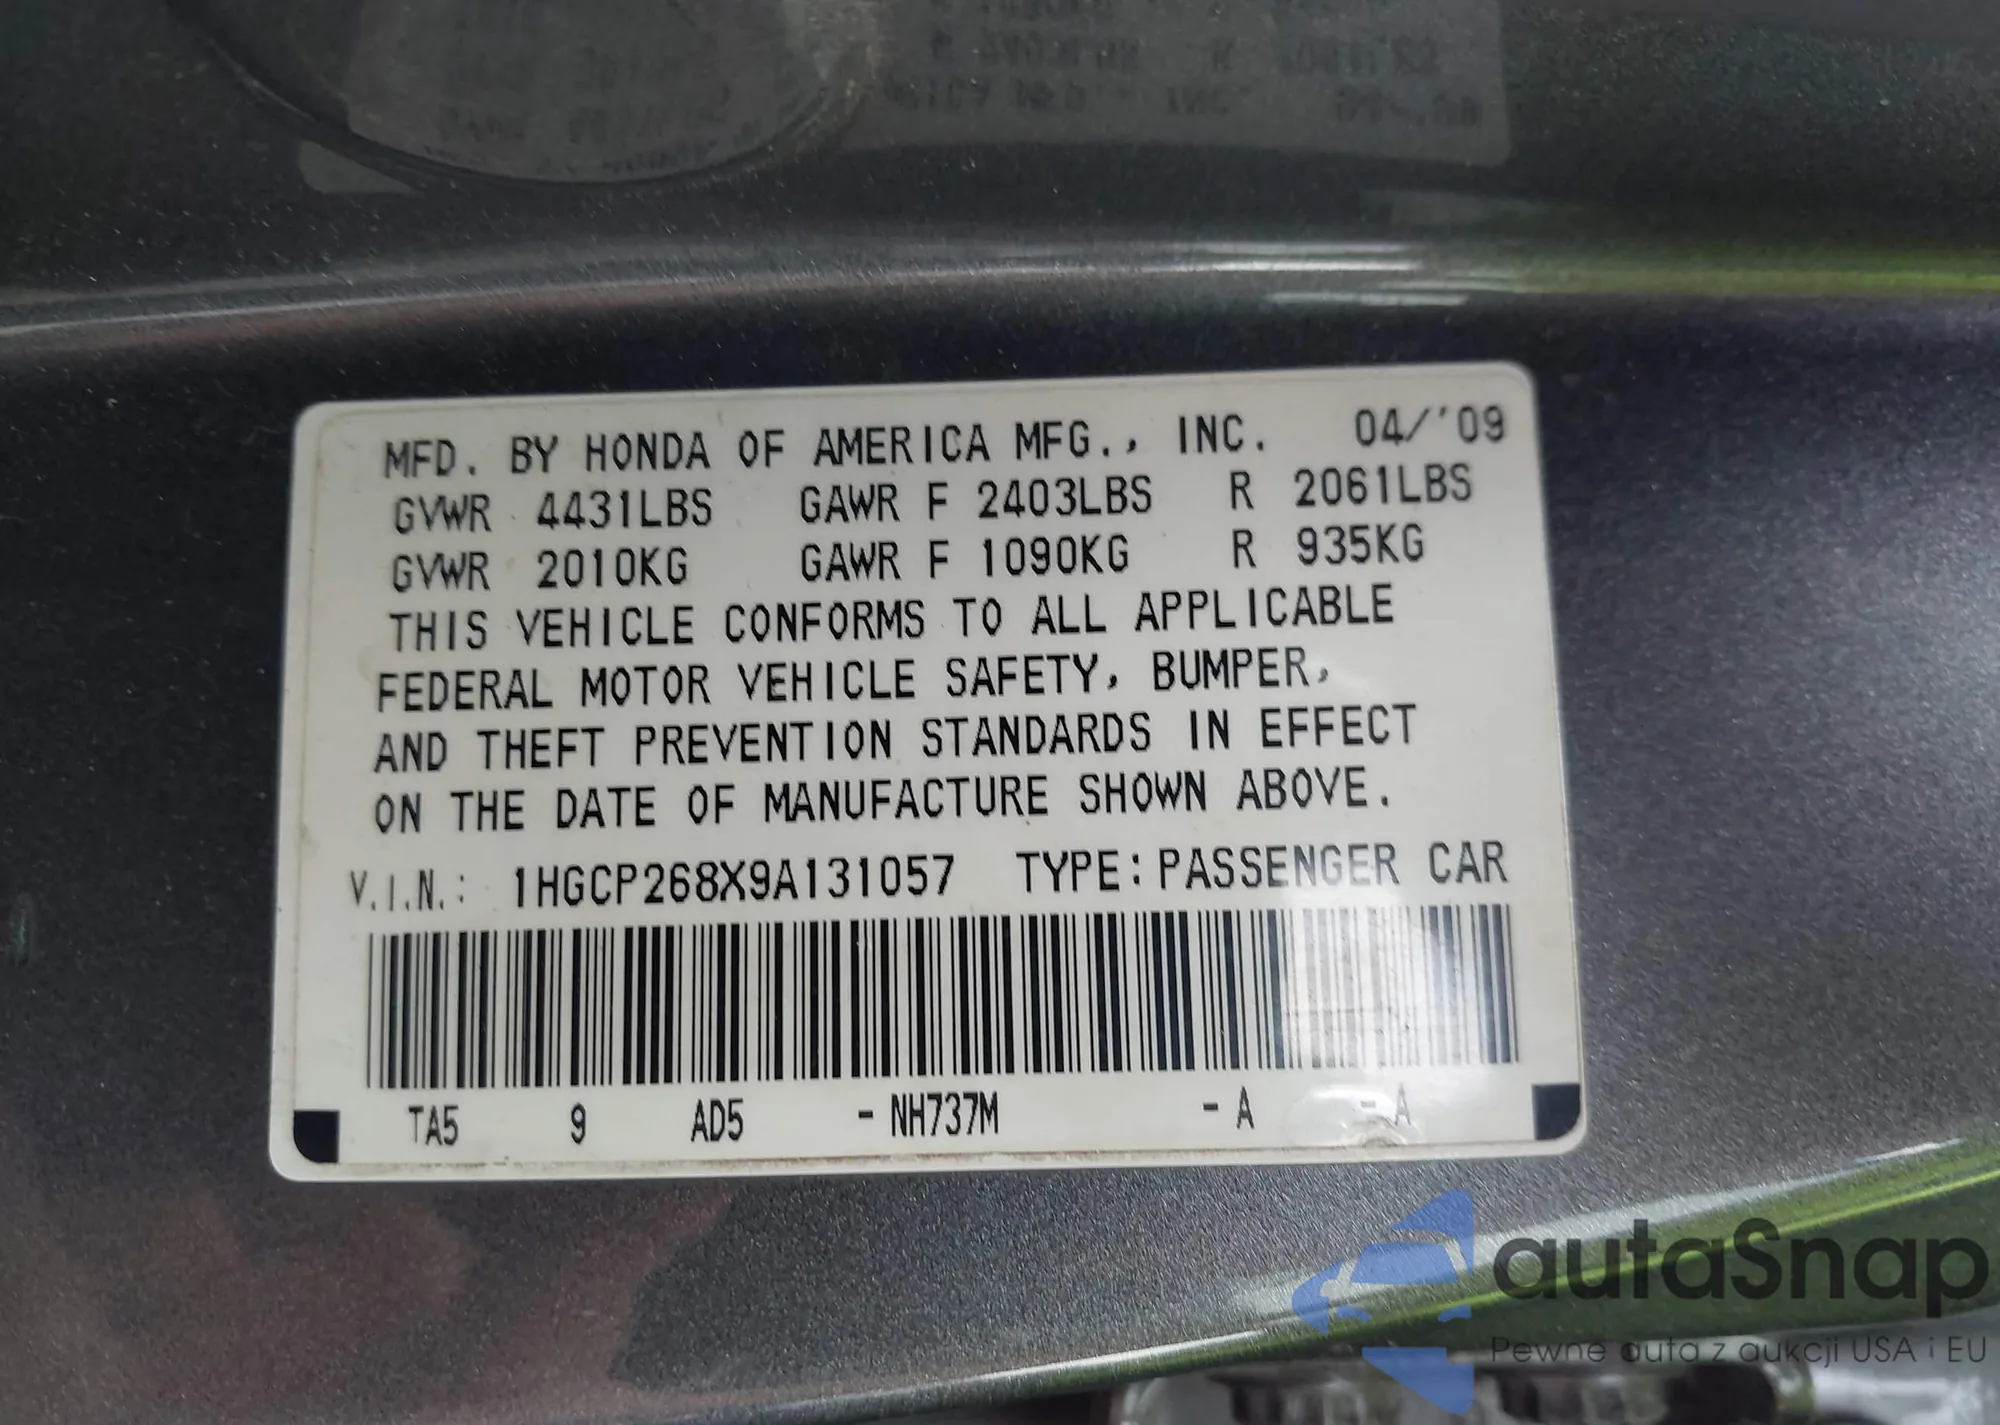 MFD. BY HONDA OF AMERICA MFG., INC. 04/'09
GVWR 4431LBS GAWR F 2403LBS R 2061LBS
GVWR 2010KG GAWR F 1090KG R 935KG
THIS VEHICLE CONFORMS TO ALL APPLICABLE
FEDERAL MOTOR VEHICLE SAFETY, BUMPER,
AND THEFT PREVENTION STANDARDS IN EFFECT
ON THE DATE OF MANUFACTURE SHOWN ABOVE.
V.I.N.: 1HGCP268X9A131057 TYPE: PASSENGER CAR
TA5 9 AD5 - NH737M - A - A
autaSnap
Pewne auta z aukcji USA i EU